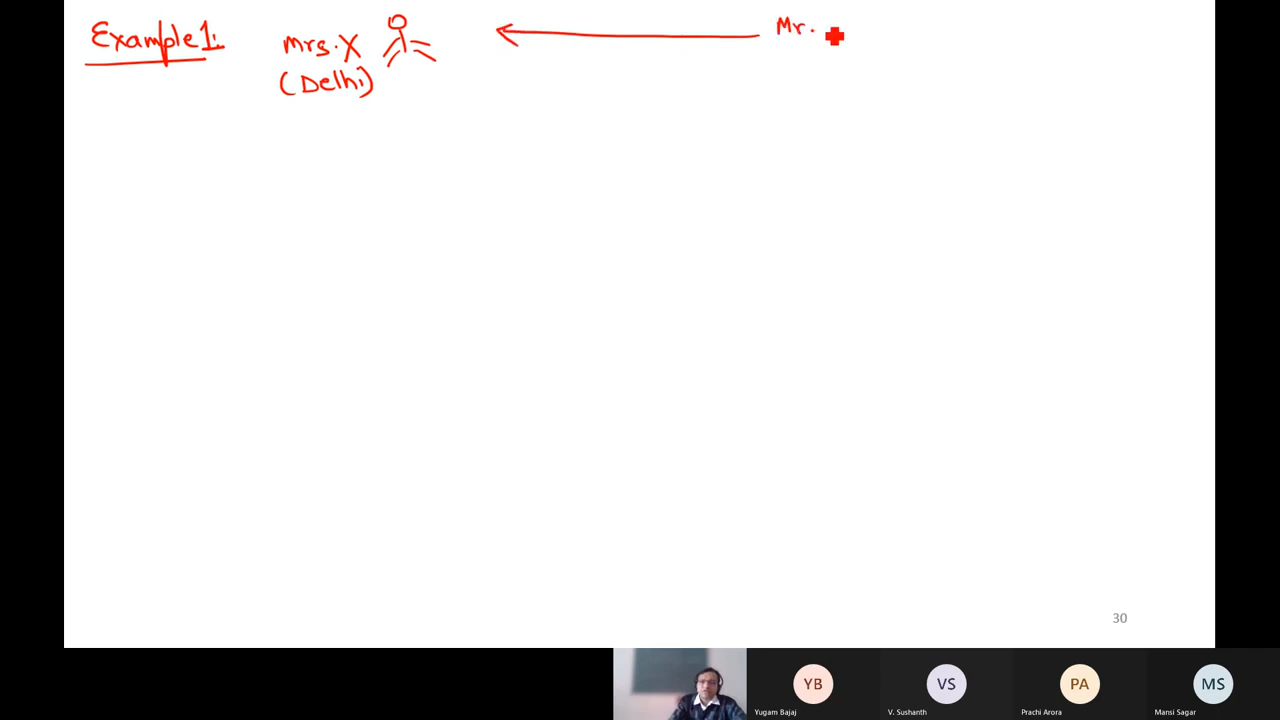 Example 1:
Mrs. X
(Delhi)
Mr.
30
YB
VS
PA
MS
Yugam Bajaj
V. Sushanth
Prachi Arora
Mansi Sagar